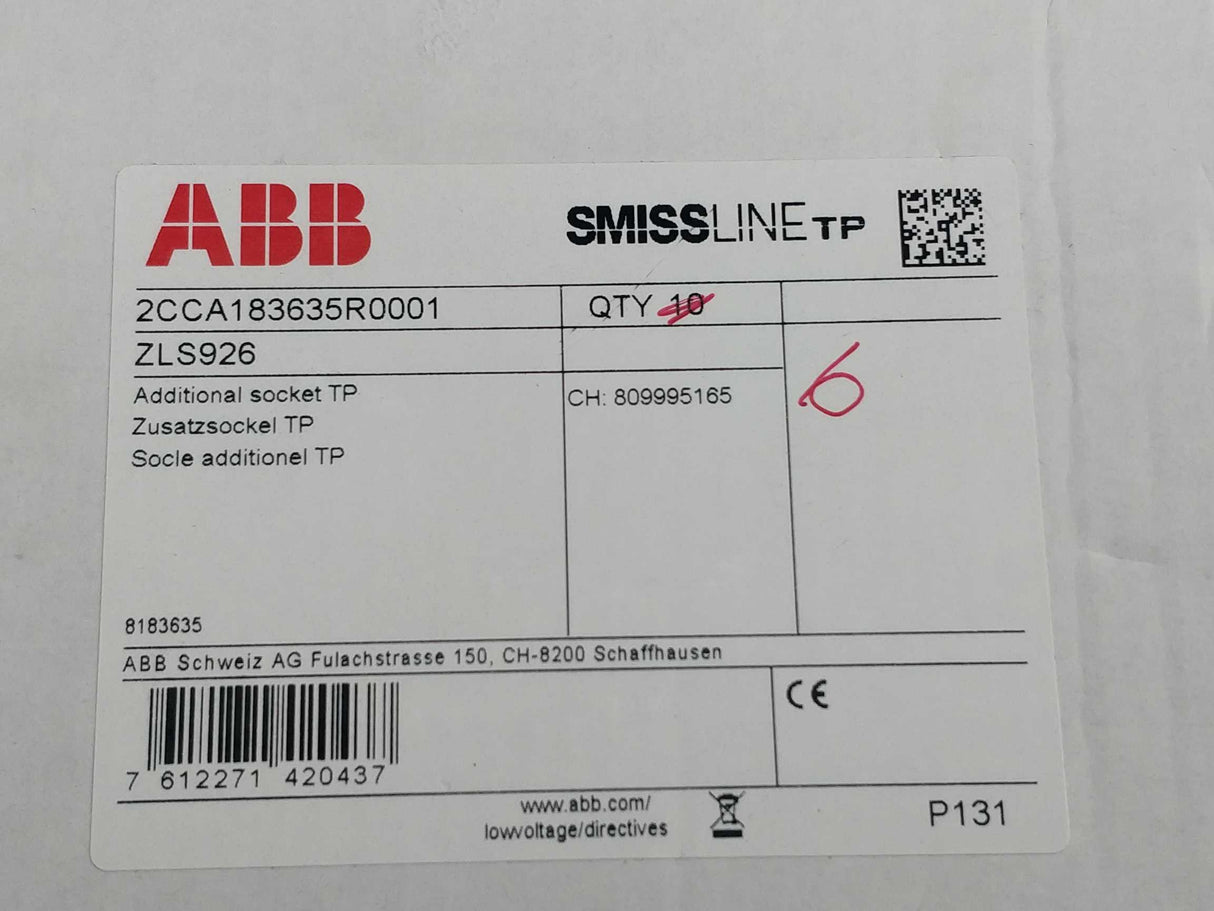 ABB
SMISSLINE TP
2CCA183635R0001
QTY 10
ZLS926
6
Additional socket TP
CH: 809995165
Zusatzsockel TP
Socle additionel TP
8183635
ABB Schweiz AG Fulachstrasse 150, CH-8200 Schaffhausen
CE
7 612271 420437
www.abb.com/
lowvoltage/directives
P131